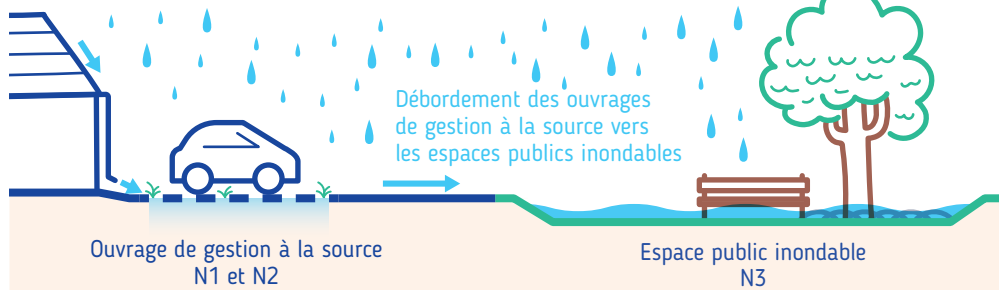 Débordement des ouvrages
de gestion à la source vers
les espaces publics inondables
Ouvrage de gestion à la source
N1 et N2
Espace public inondable
N3